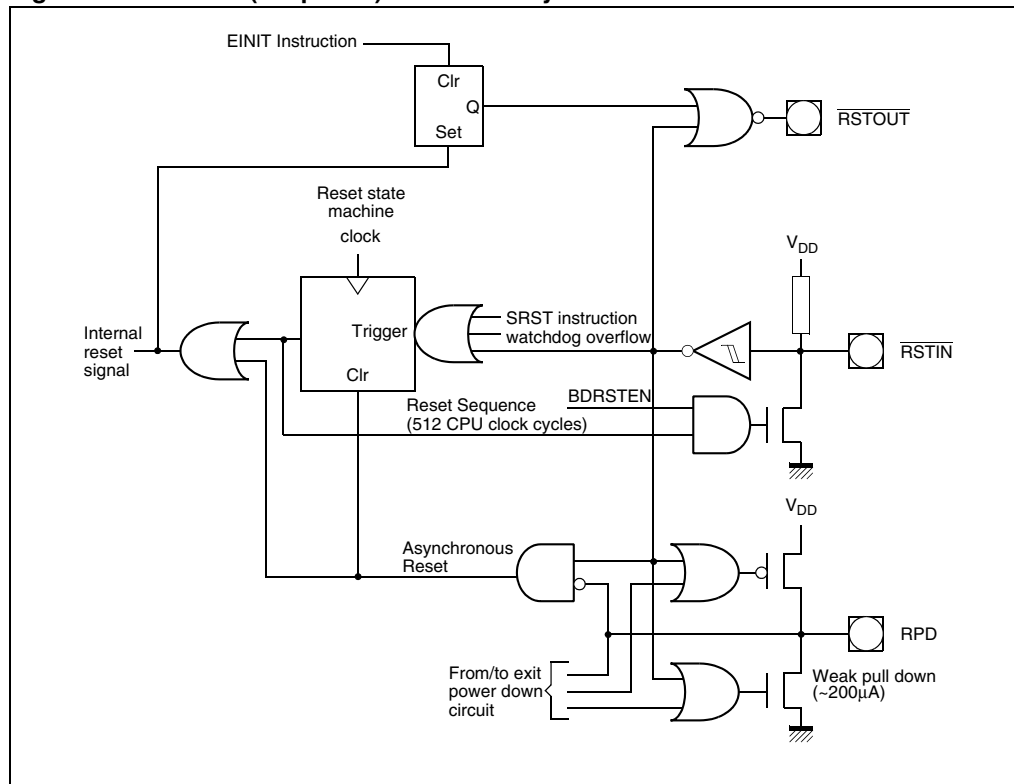 EINIT Instruction
Clr
Q
Set
RSTOUT
Reset state
machine
clock
VDD
Internal
reset
signal
Trigger
SRST instruction
watchdog overflow
RSTIN
Clr
BDRSTEN
Reset Sequence
(512 CPU clock cycles)
VDD
Asynchronous
Reset
RPD
From/to exit
power down
circuit
Weak pull down
(~200µA)